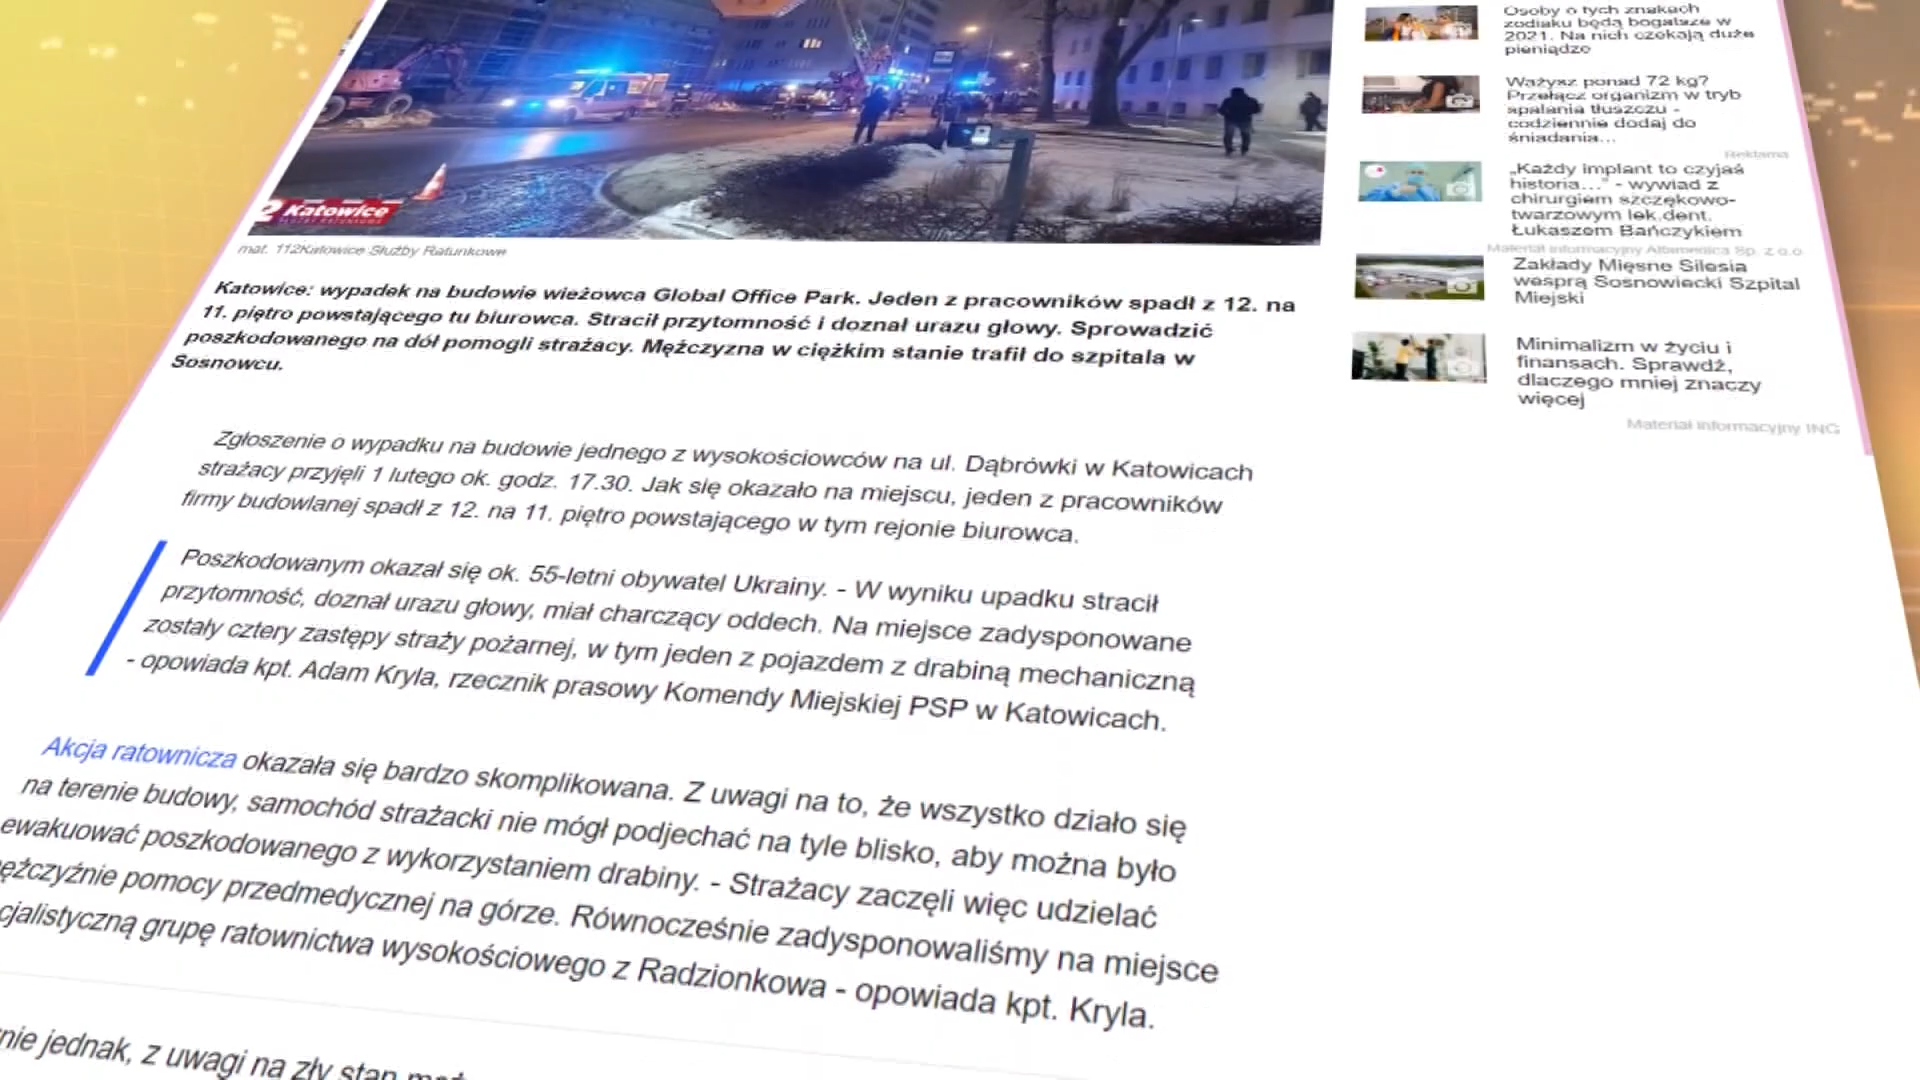 Katowice
mat. 112Katowice Służby Ratunkowe
Katowice: wypadek na budowie wieżowca Global Office Park. Jeden z pracowników spadł z 12. na
11. piętro powstającego tu biurowca. Stracił przytomność i doznał urazu głowy. Sprowadzić
poszkodowanego na dół pomogli strażacy. Mężczyzna w ciężkim stanie trafił do szpitala w
Sosnowcu.
Zgłoszenie o wypadku na budowie jednego z wysokościowców na ul. Dąbrówki w Katowicach
strażacy przyjęli 1 lutego ok. godz. 17.30. Jak się okazało na miejscu, jeden z pracowników
firmy budowlanej spadł z 12. na 11. piętro powstającego w tym rejonie biurowca.
Poszkodowanym okazał się ok. 55-letni obywatel Ukrainy. - W wyniku upadku stracił
przytomność, doznał urazu głowy, miał charczący oddech. Na miejsce zadysponowane
zostały cztery zastępy straży pożarnej, w tym jeden z pojazdem z drabiną mechaniczną
- opowiada kpt. Adam Kryla, rzecznik prasowy Komendy Miejskiej PSP w Katowicach.
Akcja ratownicza okazała się bardzo skomplikowana. Z uwagi na to, że wszystko działo się
na terenie budowy, samochód strażacki nie mógł podjechać na tyle blisko, aby można było
ewakuować poszkodowanego z wykorzystaniem drabiny. - Strażacy zaczęli więc udzielać
ężczyźnie pomocy przedmedycznej na górze. Równocześnie zadysponowaliśmy na miejsce
cjalistyczną grupę ratownictwa wysokościowego z Radzionkowa - opowiada kpt. Kryla.
nie jednak, z uwagi na zły stan
Osoby o tych znakach
zodiaku będą bogatsze w
2021. Na nich czekają duże
pieniądze
Ważysz ponad 72 kg?
Przełącz organizm w tryb
spalania tłuszczu -
codziennie dodaj do
śniadania...
Reklama
„Każdy implant to czyjaś
historia…” - wywiad z
chirurgiem szczękowo-
twarzowym lek.dent.
Łukaszem Bańczykiem
Materiał informacyjny Allmedica Sp. z o.o.
Zakłady Mięsne Silesia
wesprą Sosnowiecki Szpital
Miejski
Minimalizm w życiu i
finansach. Sprawdź,
dlaczego mniej znaczy
więcej
Materiał informacyjny ING